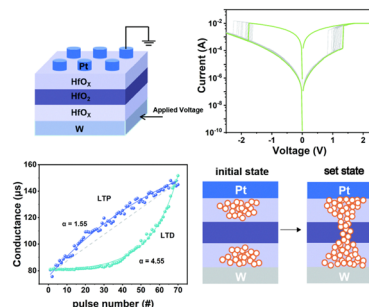 Pt
HfOX
HfO2
HfOX
W
Applied Voltage
Current (A)
10-2
10-4
10-6
10-8
10-10
-2 -1 0 1 2
Voltage (V)
Conductance (μs)
160
140
120
100
80
LTP
α = 1.55
LTD
α = 4.55
0 10 20 30 40 50 60 70
pulse number (#)
initial state
set state
Pt
Pt
W
W